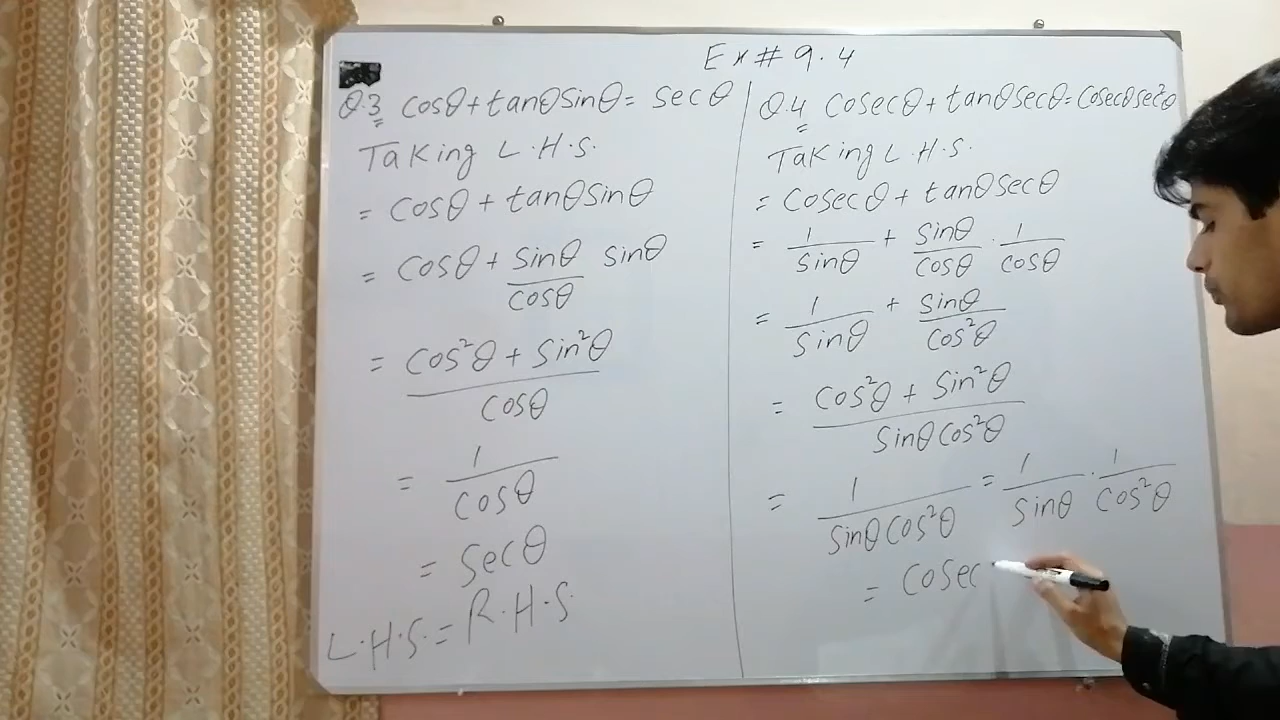 Ex # 9.4
Q.3 cosθ + tanθ sinθ = secθ
Taking L.H.S.
= cosθ + tanθ sinθ
= cosθ + sinθ/cosθ sinθ
= cos²θ + sin²θ / cosθ
= 1/cosθ
= secθ
L.H.S. = R.H.S
Q.4 cosecθ + tanθ secθ = cosecθ sec²θ
Taking L.H.S.
= cosecθ + tanθ secθ
= 1/sinθ + sinθ/cosθ · 1/cosθ
= 1/sinθ + sinθ/cos²θ
= cos²θ + sin²θ / sinθ cos²θ
= 1/sinθ cos²θ = 1/sinθ · 1/cos²θ
= cosec